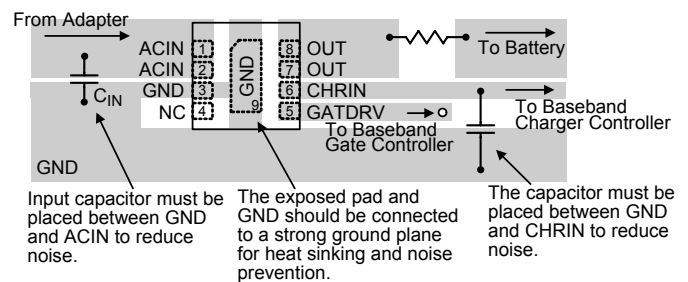 From Adapter
ACIN 1
ACIN 2
GND 3
NC 4
GND
9
8 OUT
7 OUT
6 CHRIN
5 GATDRV
To Battery
CIN
To Baseband
Charger Controller
To Baseband
Gate Controller
GND
Input capacitor must be
placed between GND
and ACIN to reduce
noise.
The exposed pad and
GND should be connected
to a strong ground plane
for heat sinking and noise
prevention.
The capacitor must be
placed between GND
and CHRIN to reduce
noise.